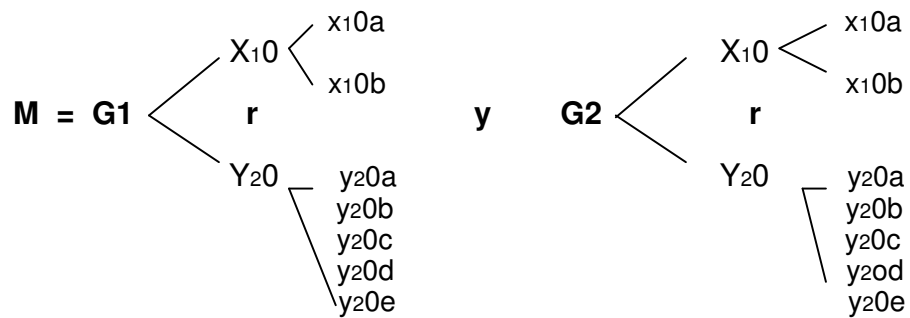 x10a x10a
X10 X10
x10b x10b
M = G1 r y G2 r
Y20 y20a Y20 y20a
y20b y20b
y20c y20c
y20d y2od
y20e y20e